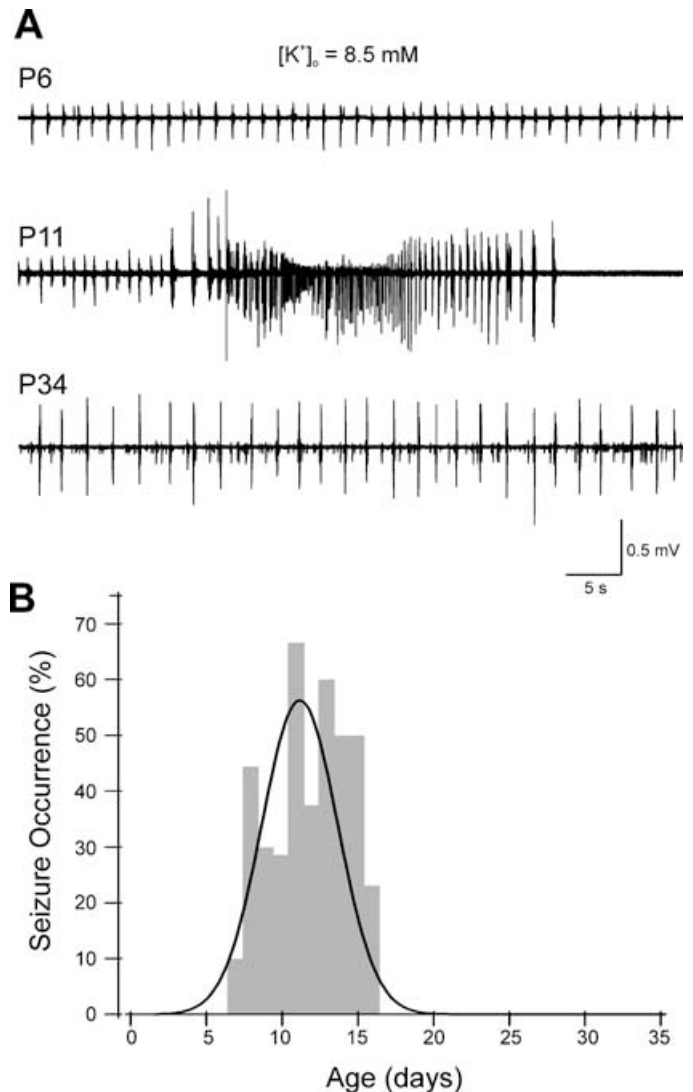 A
[K⁺]ₒ = 8.5 mM
P6
P11
P34
0.5 mV
5 s
B
Seizure Occurrence (%)
70
60
50
40
30
20
10
0
0 5 10 15 20 25 30 35
Age (days)